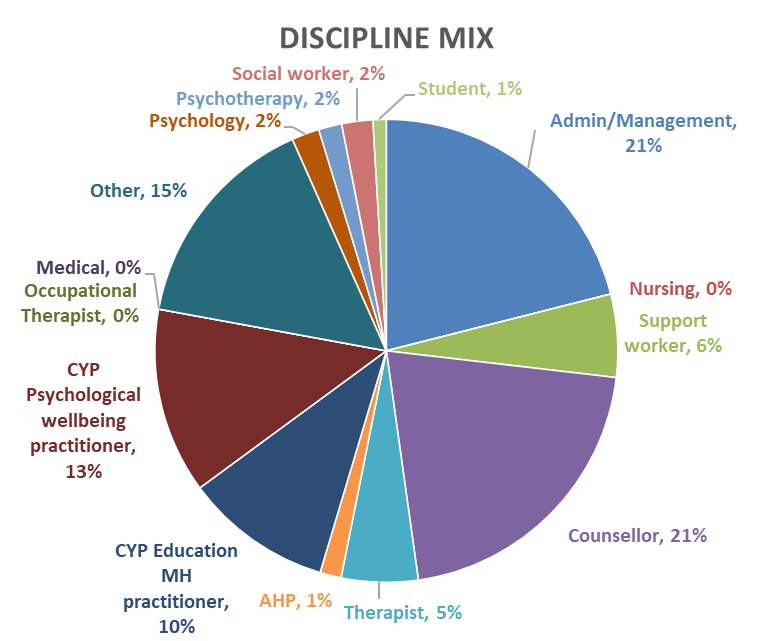 DISCIPLINE MIX
Social worker, 2%
Student, 1%
Psychotherapy, 2%
Psychology, 2%
Admin/Management,
21%
Other, 15%
Medical, 0%
Occupational
Therapist, 0%
Nursing, 0%
Support
worker, 6%
CYP
Psychological
wellbeing
practitioner,
13%
Counsellor, 21%
CYP Education
MH
practitioner,
10%
AHP, 1%
Therapist, 5%